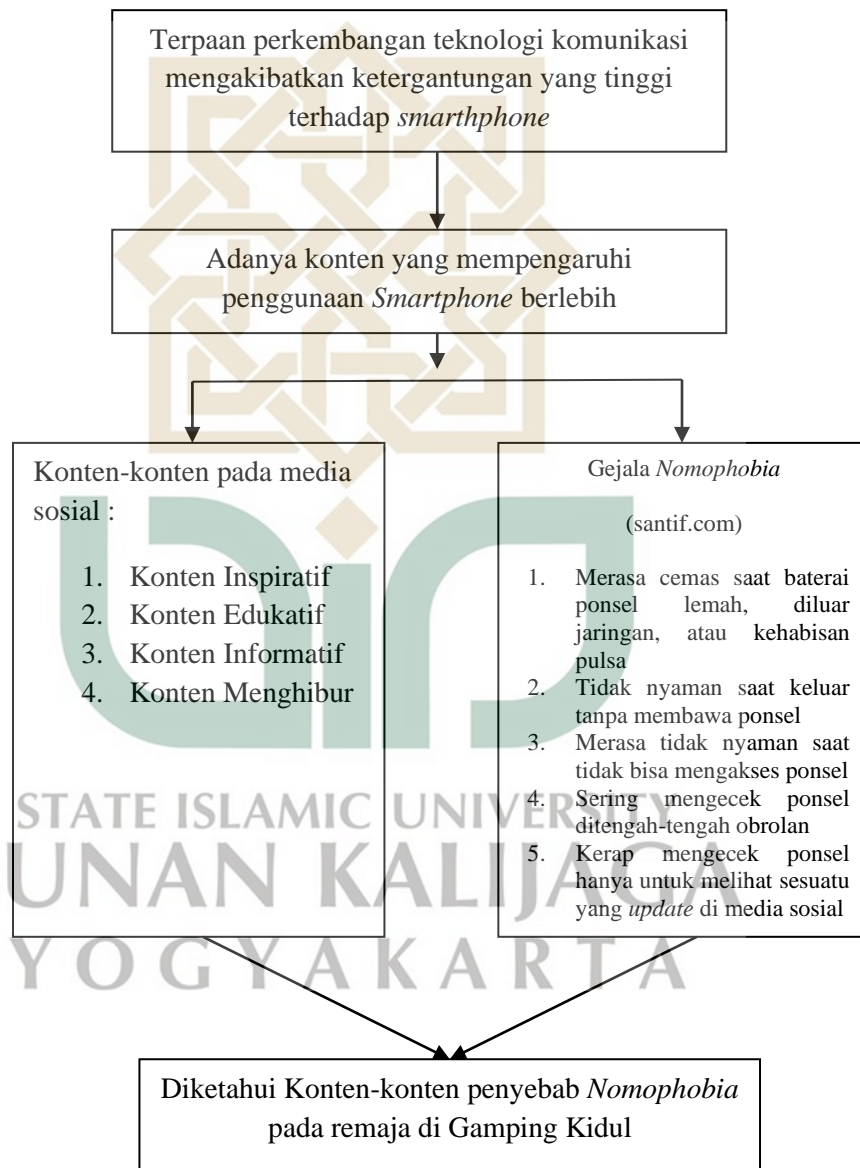 Terpaan perkembangan teknologi komunikasi
mengakibatkan ketergantungan yang tinggi
terhadap smarthphone
Adanya konten yang mempengaruhi
penggunaan Smartphone berlebih
Konten-konten pada media
sosial :
1. Konten Inspiratif
2. Konten Edukatif
3. Konten Informatif
4. Konten Menghibur
Gejala Nomophobia
(santif.com)
1. Merasa cemas saat baterai
ponsel lemah, diluar
jaringan, atau kehabisan
pulsa
2. Tidak nyaman saat keluar
tanpa membawa ponsel
3. Merasa tidak nyaman saat
tidak bisa mengakses ponsel
4. Sering mengecek ponsel
ditengah-tengah obrolan
5. Kerap mengecek ponsel
hanya untuk melihat sesuatu
yang update di media sosial
STATE ISLAMIC UNIVERSITY
UNAN KALIJAGA
YOGYAKARTA
Diketahui Konten-konten penyebab Nomophobia
pada remaja di Gamping Kidul